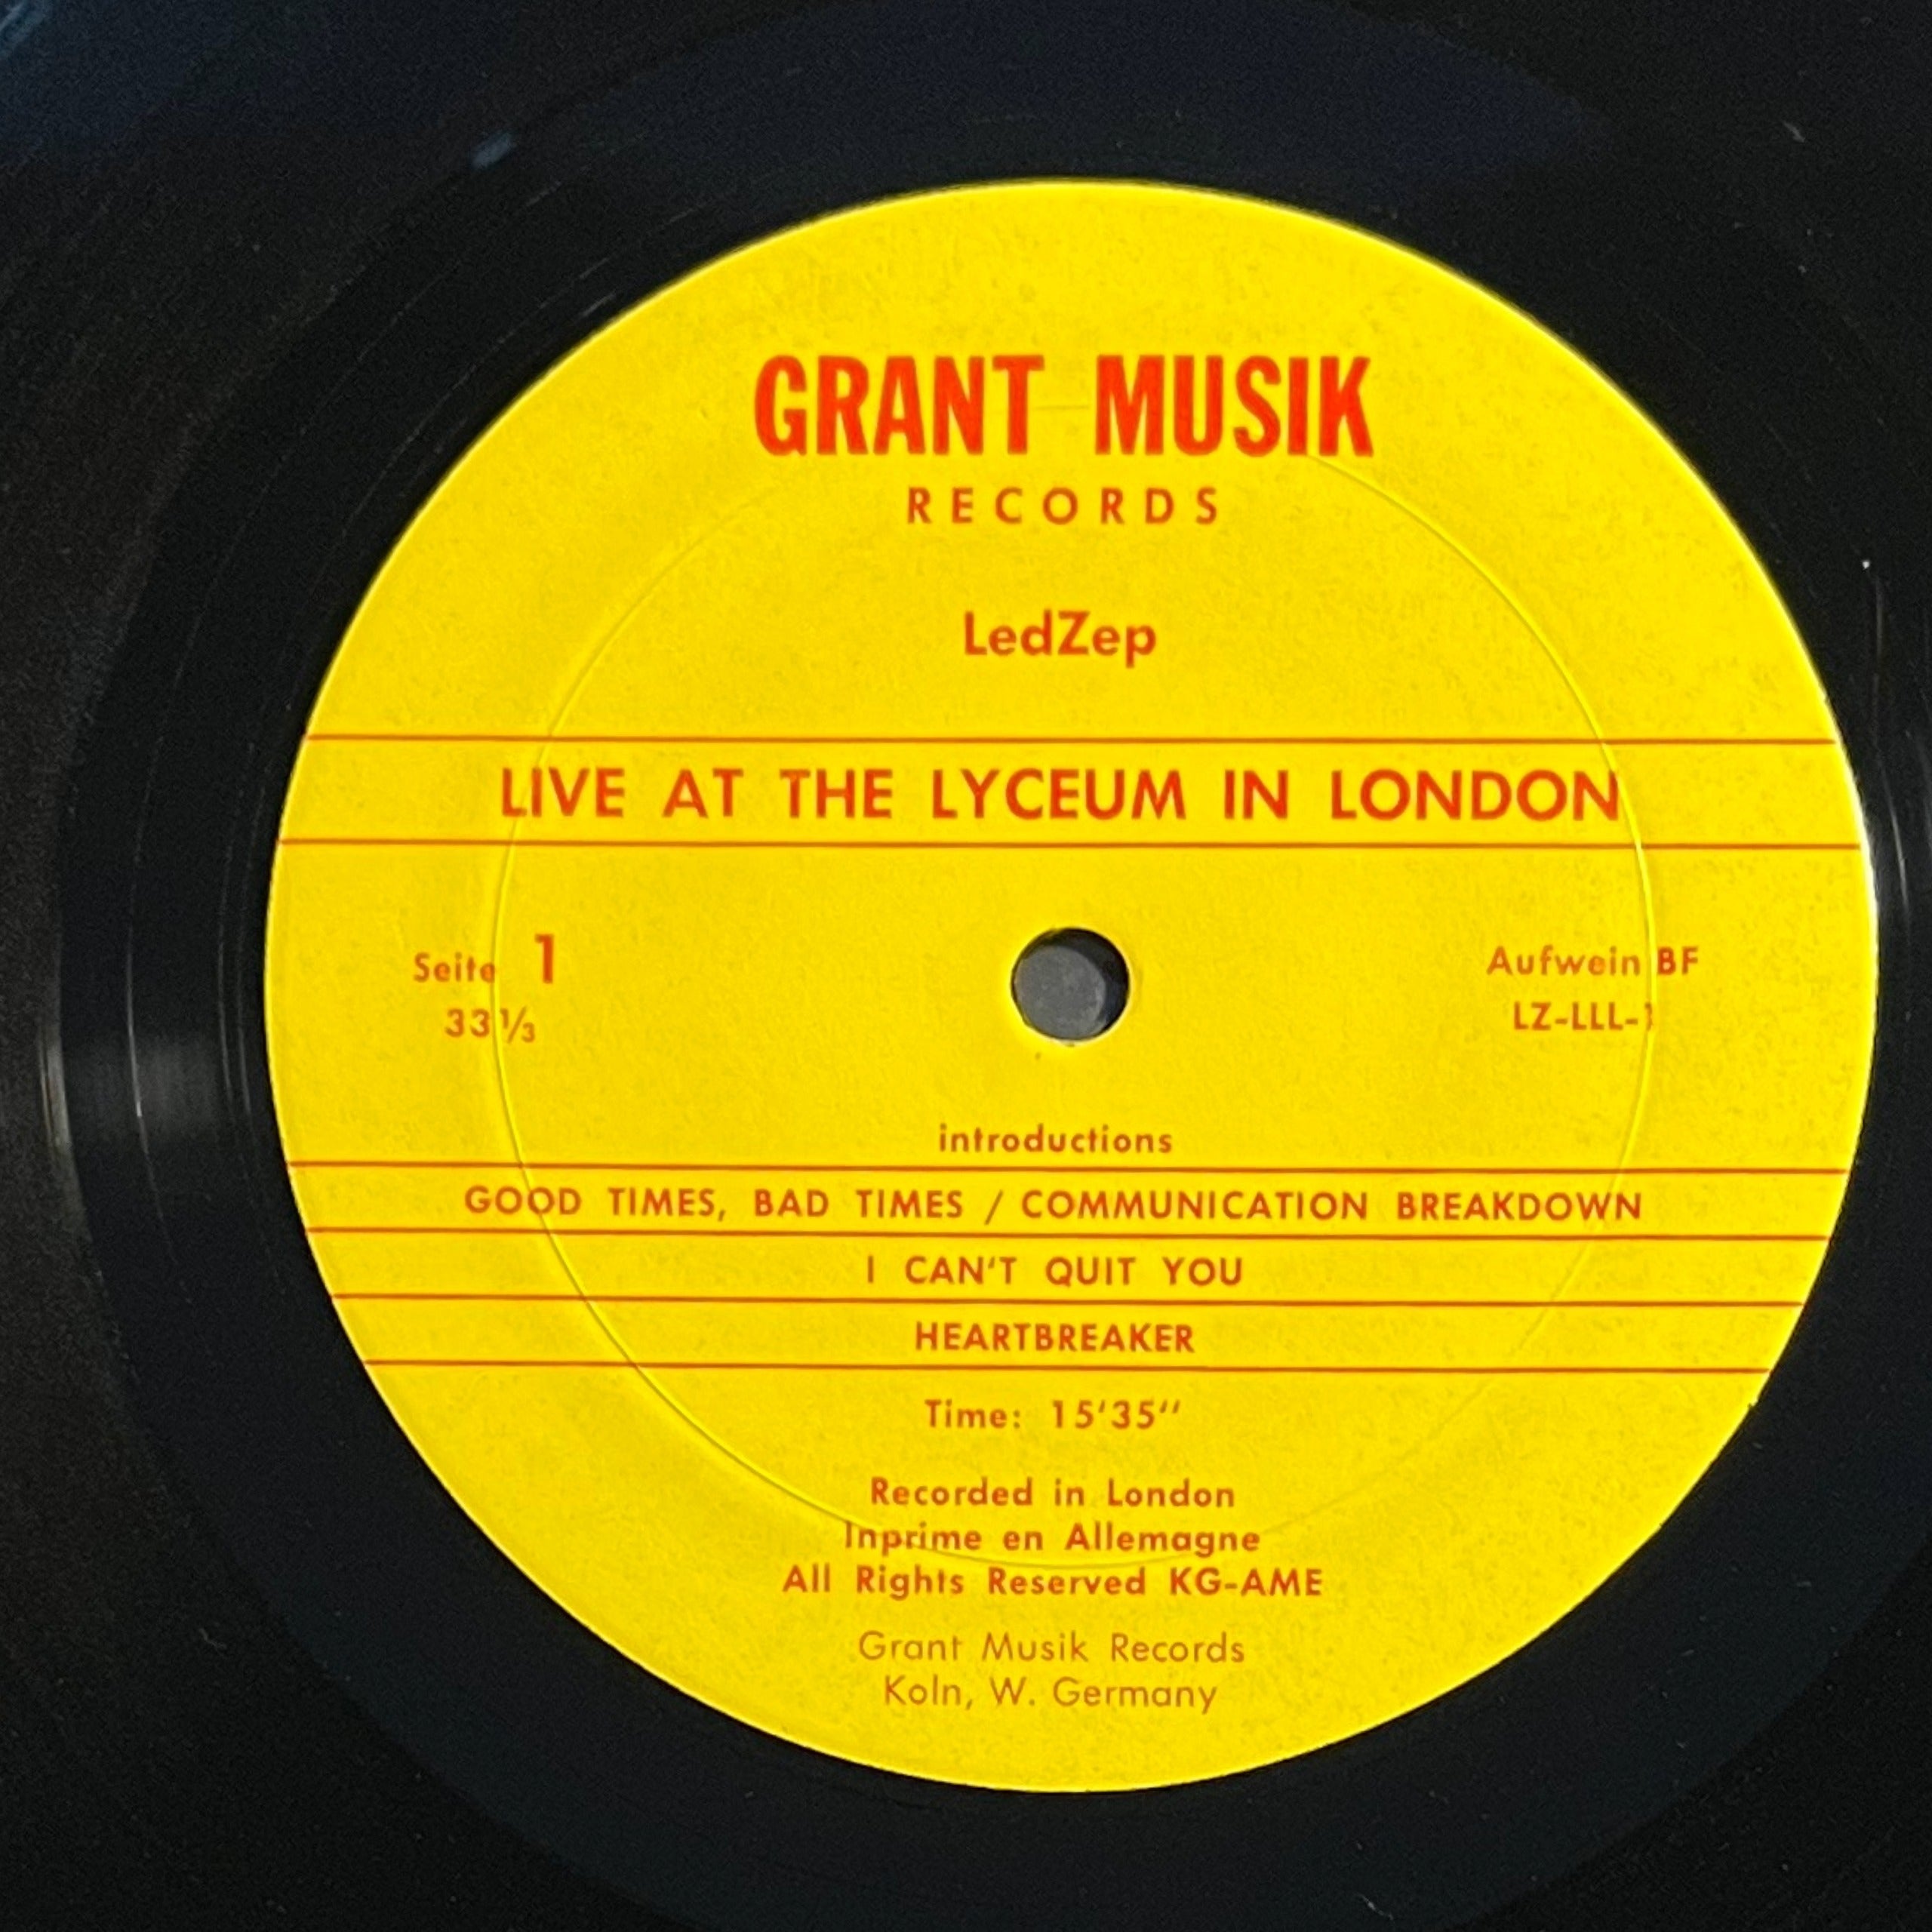 GRANT MUSIK
RECORDS
LedZep
LIVE AT THE LYCEUM IN LONDON
Seite 1
33 1/3
Aufwein BF
LZ-LLL-1
introductions
GOOD TIMES, BAD TIMES / COMMUNICATION BREAKDOWN
I CAN'T QUIT YOU
HEARTBREAKER
Time: 15'35"
Recorded in London
Inprime en Allemagne
All Rights Reserved KG-AME
Grant Musik Records
Koln, W. Germany